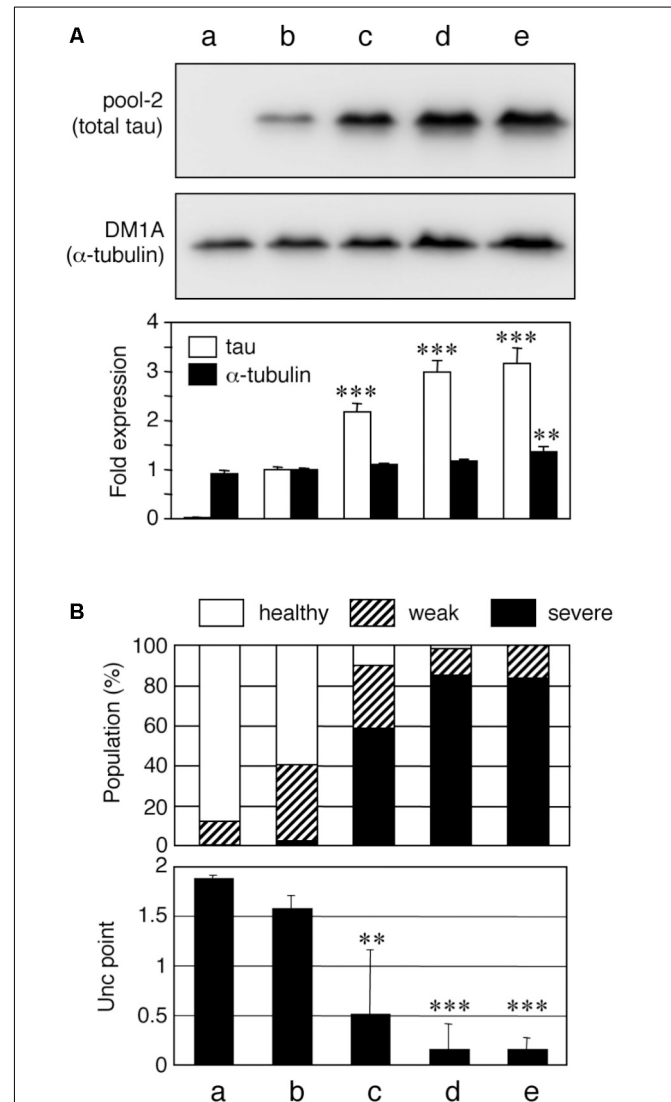 A
a b c d e
pool-2
(total tau)
DM1A
(α-tubulin)
Fold expression
4
3
2
1
0
tau
α-tubulin
***
***
***
**
B
healthy weak severe
Population (%)
100
80
60
40
20
0
Unc point
2
1.5
1
0.5
0
**
***
***
a b c d e